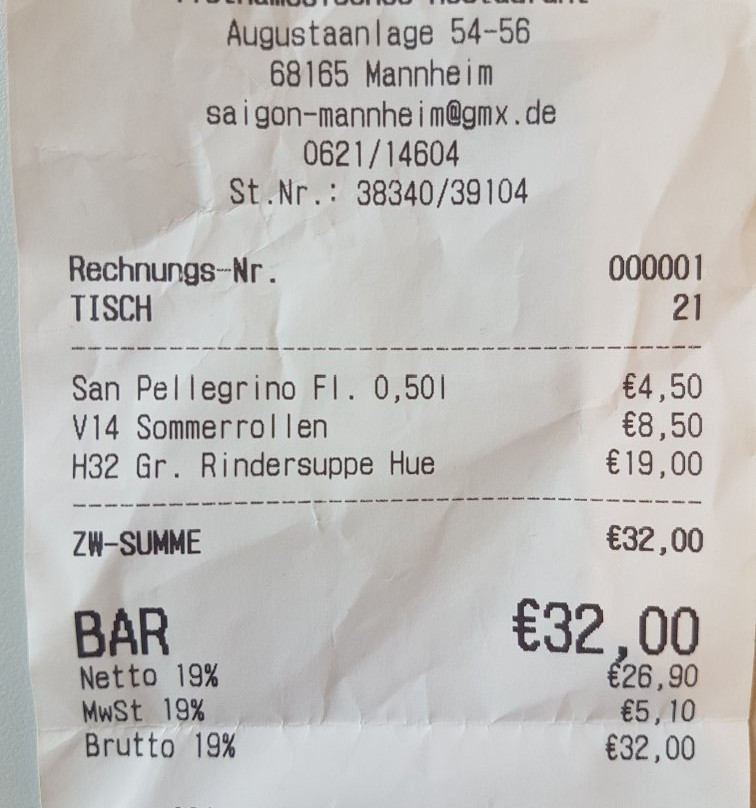 Augustaanlage 54-56
68165 Mannheim
saigon-mannheim@gmx.de
0621/14604
St.Nr.: 38340/39104
Rechnungs-Nr. 000001
TISCH 21
San Pellegrino Fl. 0,50l €4,50
V14 Sommerrollen €8,50
H32 Gr. Rindersuppe Hue €19,00
ZW-SUMME €32,00
BAR €32,00
Netto 19% €26,90
MwSt 19% €5,10
Brutto 19% €32,00